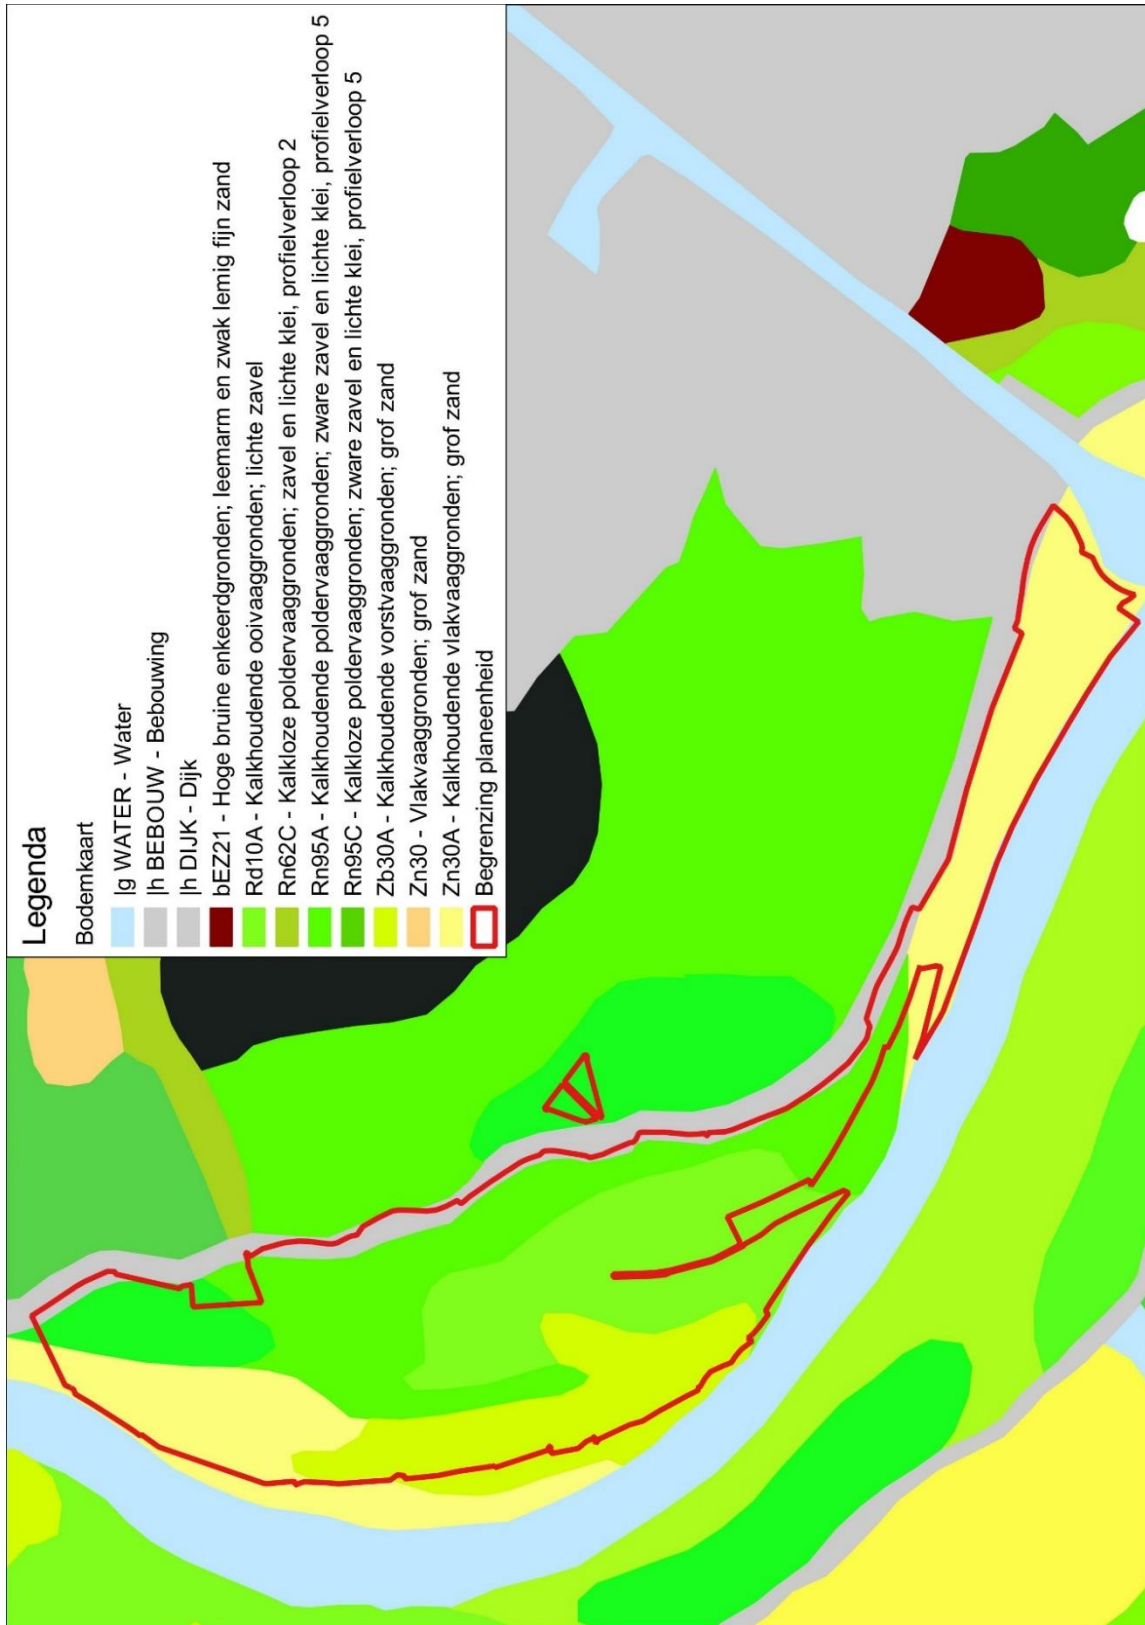 Legenda
Bodemkaart
|g WATER - Water
|h BEBOUW - Bebouwing
|h DIJK - Dijk
bEZ21 - Hoge bruine enkeerdgronden; leemarm en zwak lemig fijn zand
Rd10A - Kalkhoudende ooivaaggronden; lichte zavel
Rn62C - Kalkloze poldervaaggronden; zavel en lichte klei, profielverloop 2
Rn95A - Kalkhoudende poldervaaggronden; zware zavel en lichte klei, profielverloop 5
Rn95C - Kalkloze poldervaaggronden; zware zavel en lichte klei, profielverloop 5
Zb30A - Kalkhoudende vorstvaaggronden; grof zand
Zn30 - Vlakvaaggronden; grof zand
Zn30A - Kalkhoudende vlakvaaggronden; grof zand
Begrenzing planeenheid